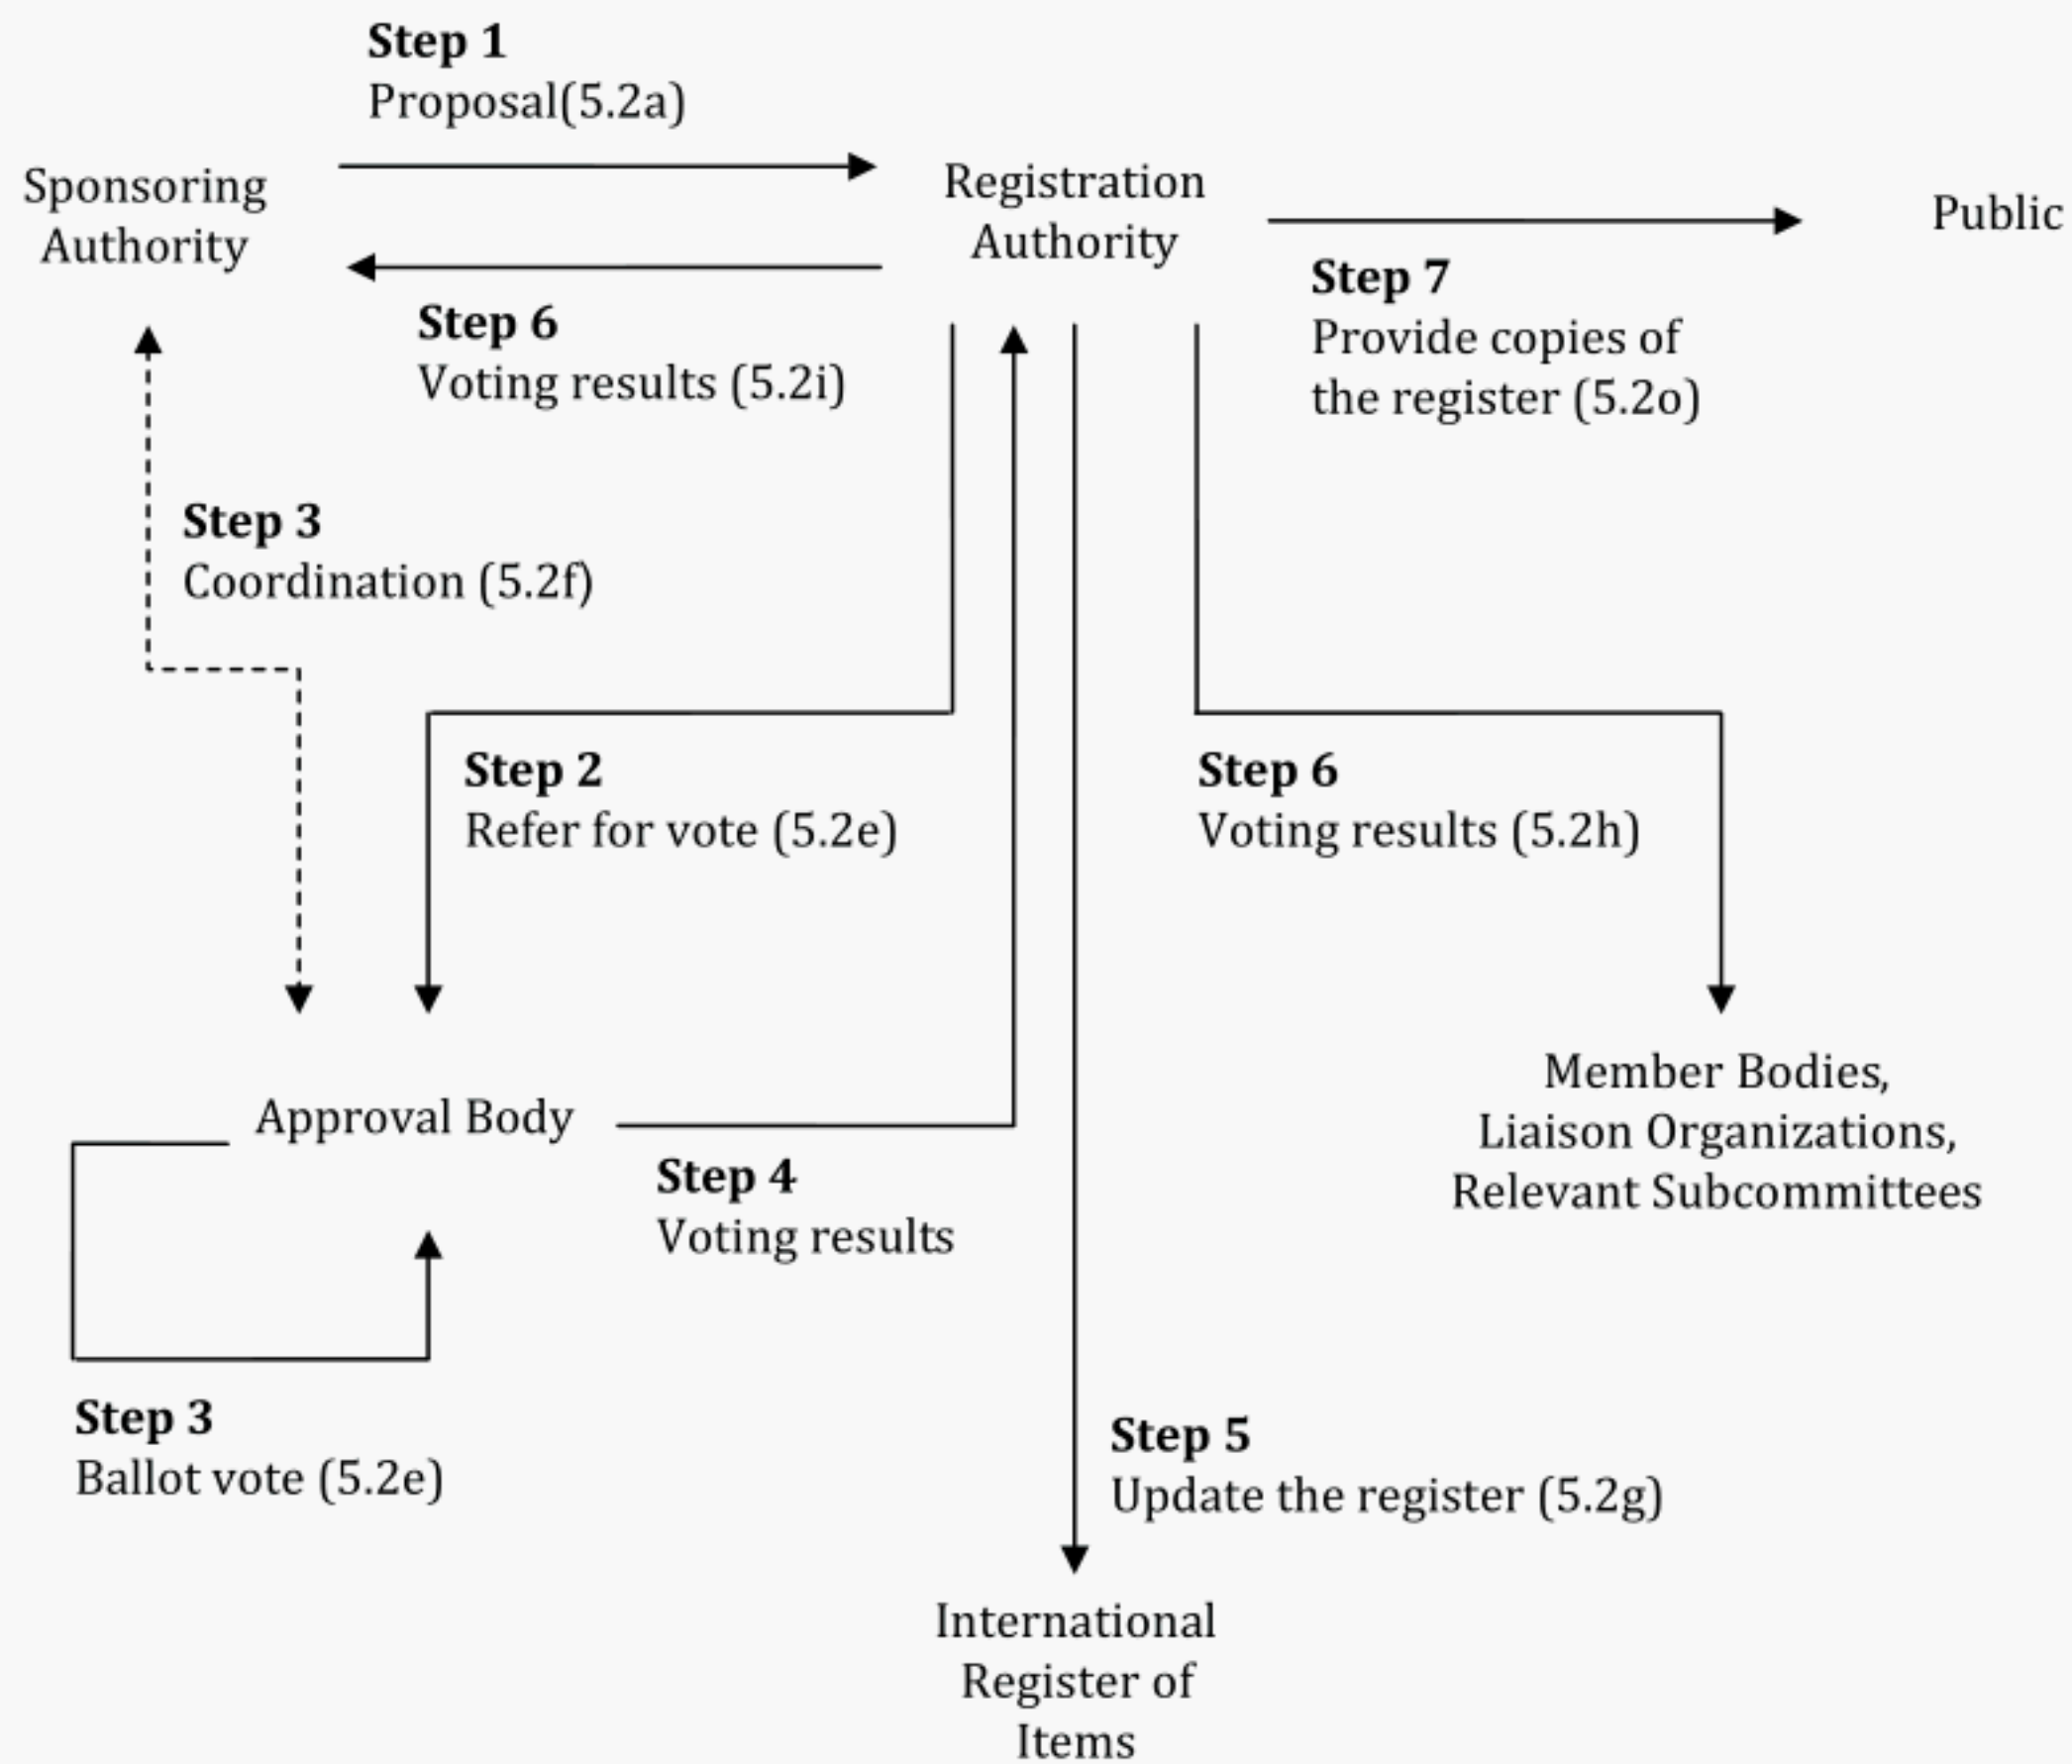 Step 1
Proposal(5.2a)
Sponsoring
Authority
Registration
Authority
Public
Step 6
Voting results (5.2i)
Step 7
Provide copies of
the register (5.2o)
Step 3
Coordination (5.2f)
Step 2
Refer for vote (5.2e)
Step 6
Voting results (5.2h)
Approval Body
Member Bodies,
Liaison Organizations,
Relevant Subcommittees
Step 4
Voting results
Step 3
Ballot vote (5.2e)
Step 5
Update the register (5.2g)
International
Register of
Items